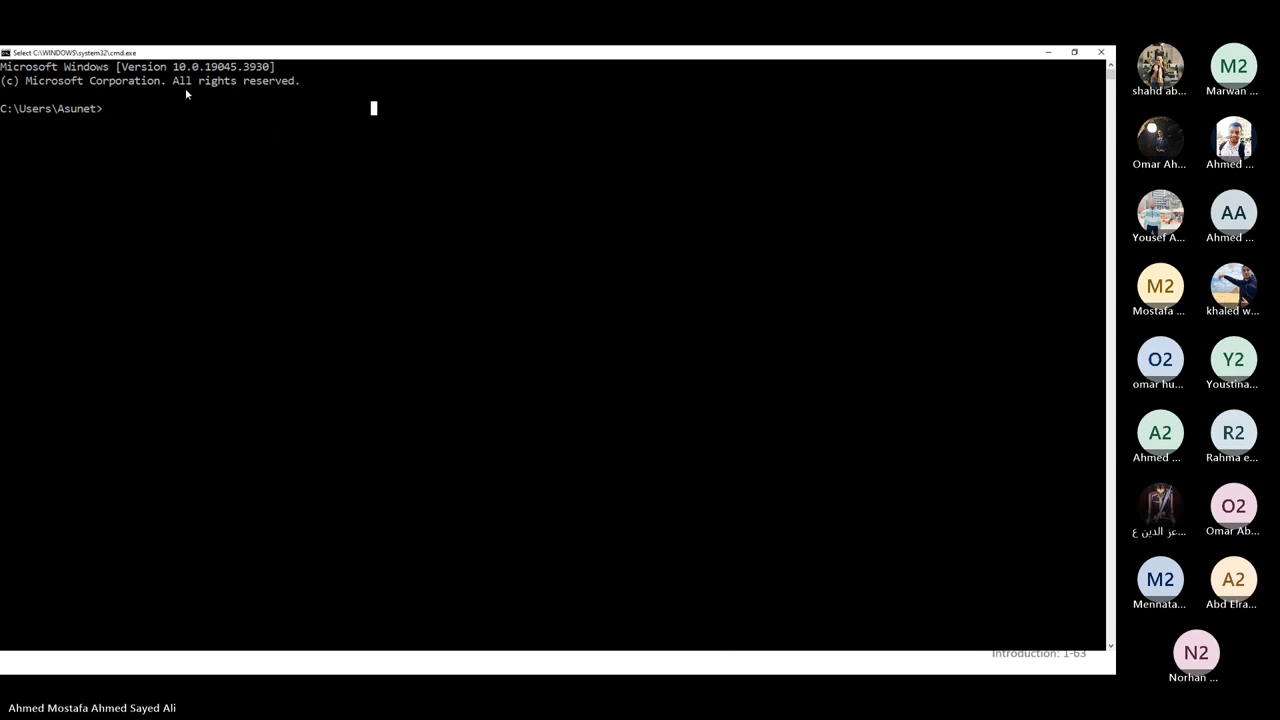 Select C:\WINDOWS\system32\cmd.exe
Microsoft Windows [Version 10.0.19045.3930]
(c) Microsoft Corporation. All rights reserved.
C:\Users\Asunet>
Introduction: 1-63
shahd ab...
M2
Marwan ...
Omar Ah...
Ahmed ...
Yousef A...
AA
Ahmed ...
M2
Mostafa ...
khaled w...
O2
omar hu...
Y2
Youstina...
A2
Ahmed ...
R2
Rahma e...
عز الدين ع...
O2
Omar Ab...
M2
Mennata...
A2
Abd Elra...
N2
Norhan ...
Ahmed Mostafa Ahmed Sayed Ali